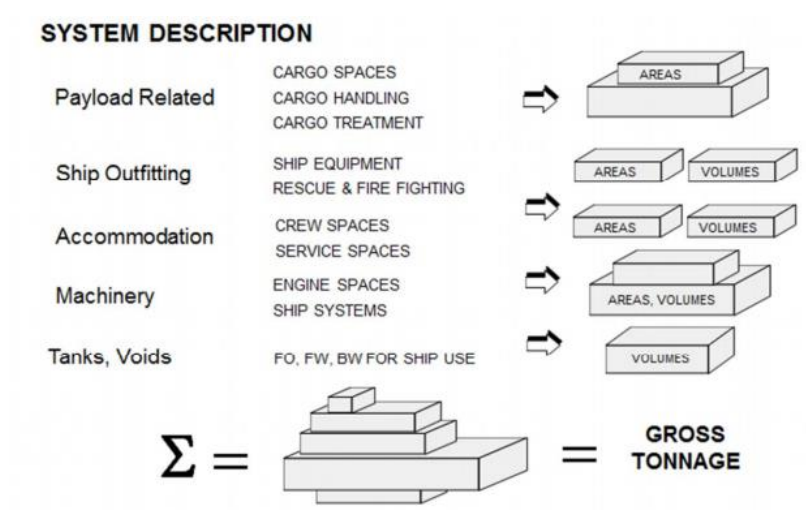 SYSTEM DESCRIPTION
Payload Related
CARGO SPACES
CARGO HANDLING
CARGO TREATMENT
AREAS
Ship Outfitting
SHIP EQUIPMENT
RESCUE & FIRE FIGHTING
AREAS
VOLUMES
Accommodation
CREW SPACES
SERVICE SPACES
AREAS
VOLUMES
Machinery
ENGINE SPACES
SHIP SYSTEMS
AREAS, VOLUMES
Tanks, Voids
FO, FW, BW FOR SHIP USE
VOLUMES
Σ =
=
GROSS
TONNAGE